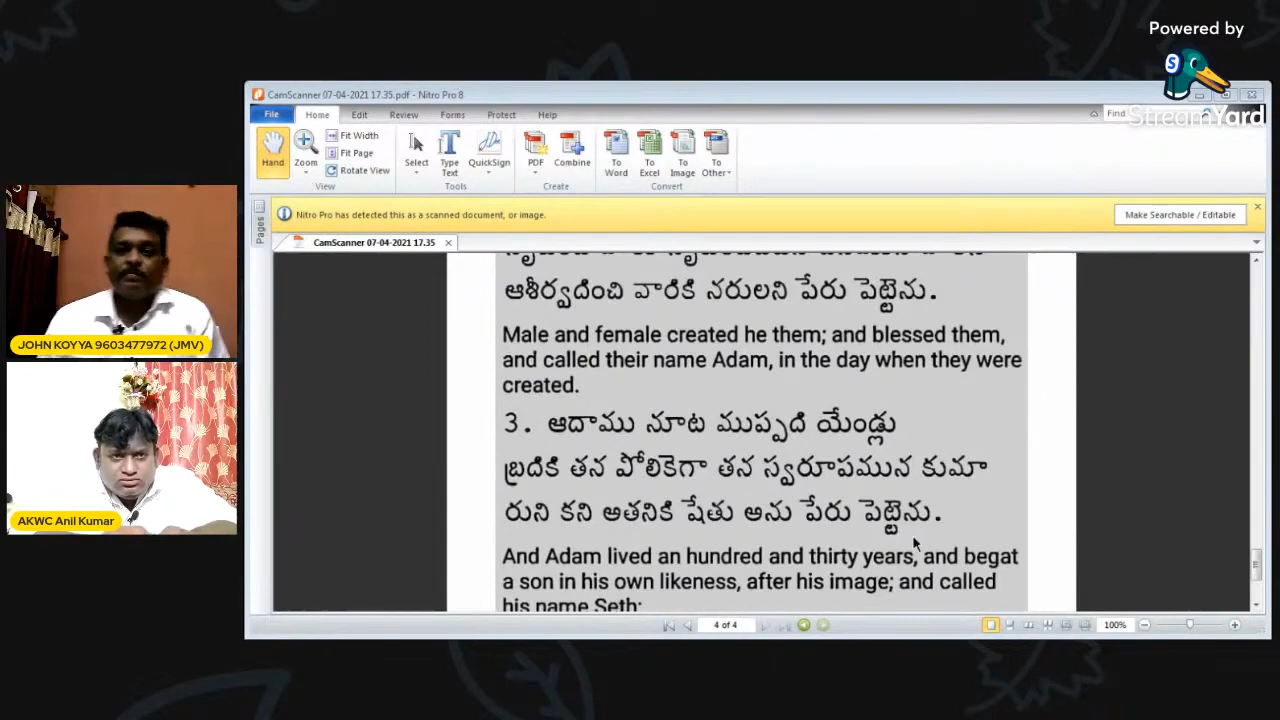 Powered by
StreamYard
CamScanner 07-04-2021 17.35.pdf - Nitro Pro 8
File Home Edit Review Forms Protect Help Find
Hand
Zoom
Fit Width
Fit Page
Rotate View
View
Select
Type Text
QuickSign
Tools
PDF
Combine
Create
To Word
To Excel
To Image
To Other
Convert
Pages
Nitro Pro has detected this as a scanned document, or image.
Make Searchable / Editable
CamScanner 07-04-2021 17.35
ఆశీర్వదించి వారికి నరులని పేరు పెట్టెను.
Male and female created he them; and blessed them,
and called their name Adam, in the day when they were
created.
3. ఆదాము నూట ముప్పది యేండ్లు
బ్రదికి తన పోలికెగా తన స్వరూపమున కుమా
రుని కని అతనికి షేతు అను పేరు పెట్టెను.
And Adam lived an hundred and thirty years, and begat
a son in his own likeness, after his image; and called
his name Seth:
4 of 4
100%
JOHN KOYYA 9603477972 (JMV)
AKWC Anil Kumar